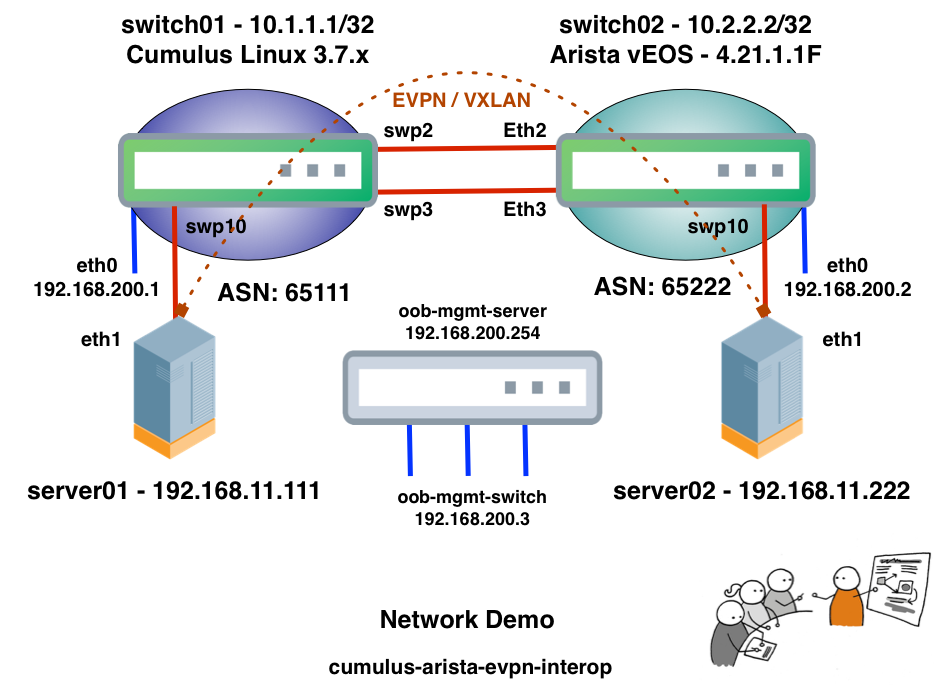 switch01 - 10.1.1.1/32
Cumulus Linux 3.7.x
switch02 - 10.2.2.2/32
Arista vEOS - 4.21.1.1F
EVPN / VXLAN
swp2
Eth2
swp3
Eth3
swp10
swp10
eth0
192.168.200.1
ASN: 65111
ASN: 65222
eth0
192.168.200.2
eth1
oob-mgmt-server
192.168.200.254
eth1
server01 - 192.168.11.111
oob-mgmt-switch
192.168.200.3
server02 - 192.168.11.222
Network Demo
cumulus-arista-evpn-interop